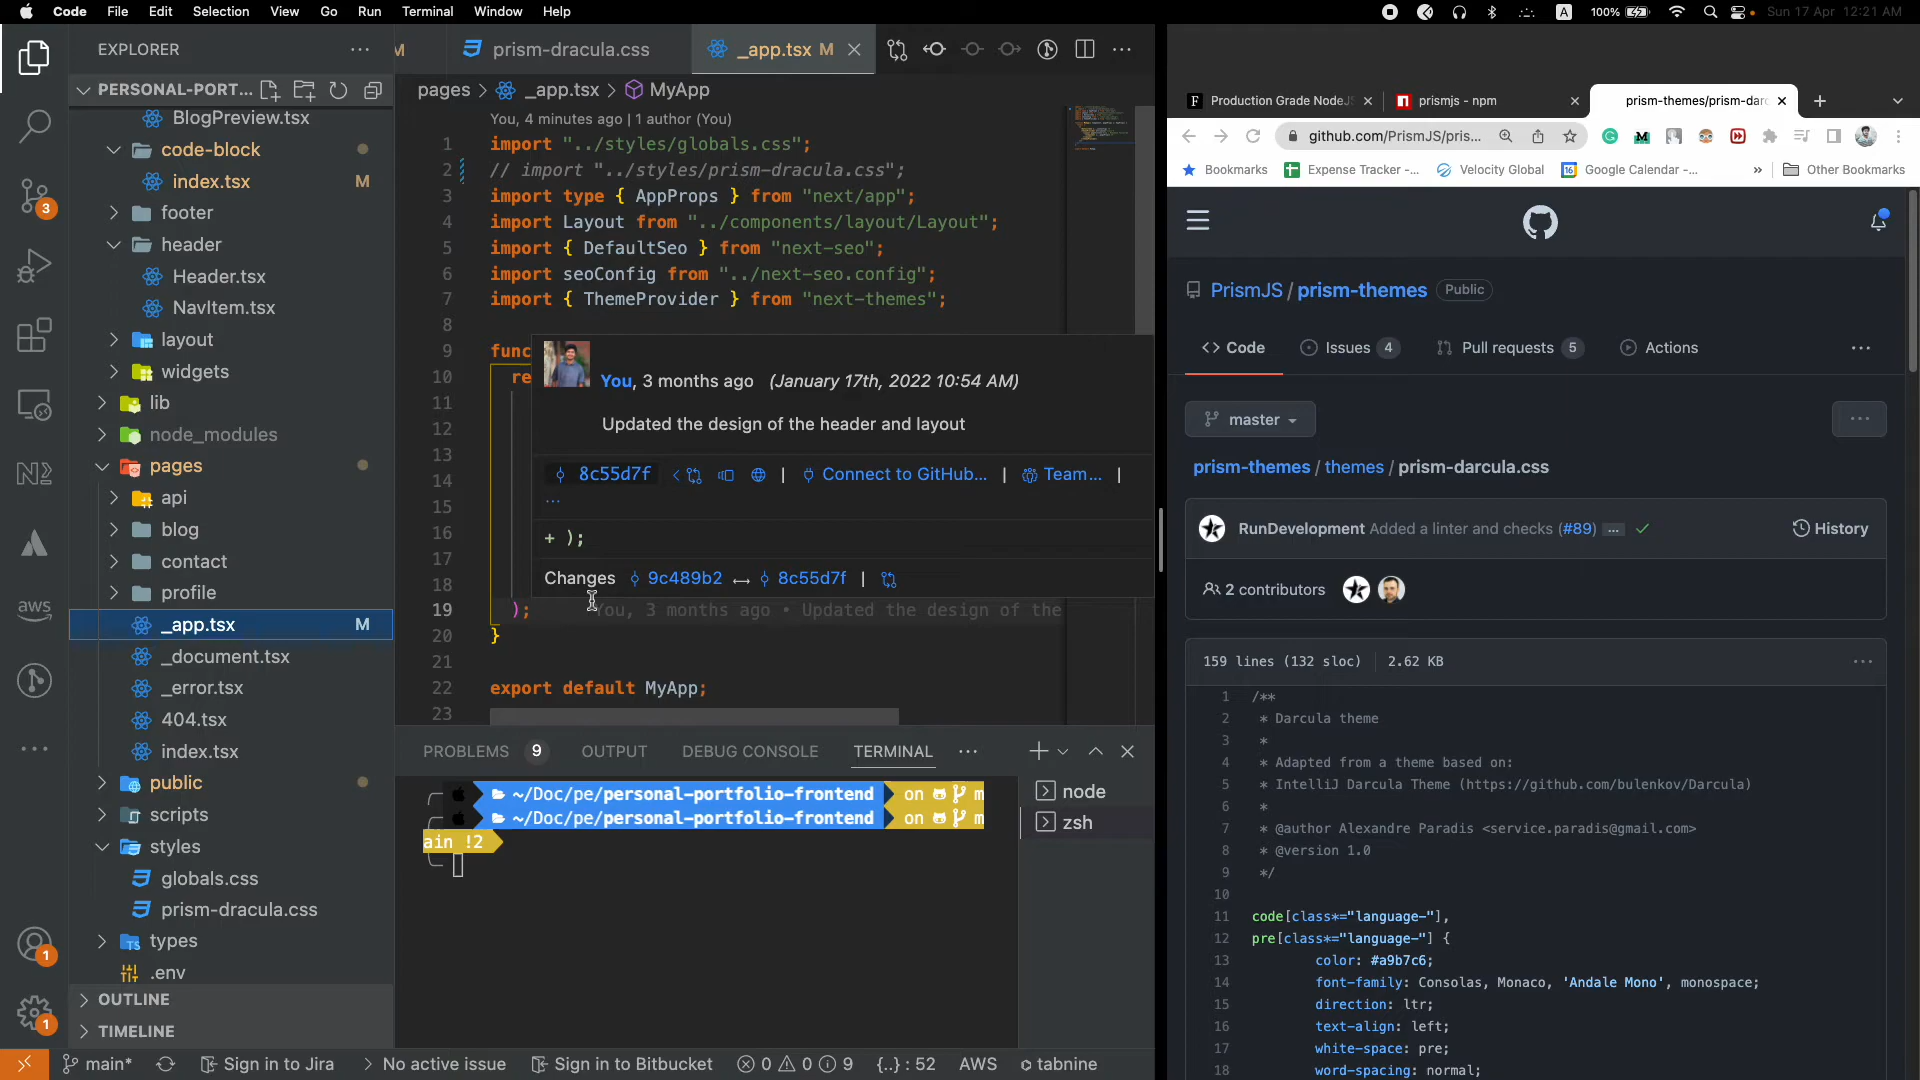 Code File Edit Selection View Go Run Terminal Window Help
A 100% Sun 17 Apr 12:21 AM
EXPLORER
PERSONAL-PORT...
BlogPreview.tsx
code-block
index.tsx M
footer
header
Header.tsx
NavItem.tsx
layout
widgets
lib
node_modules
pages
api
blog
contact
profile
_app.tsx M
_document.tsx
_error.tsx
404.tsx
index.tsx
public
scripts
styles
globals.css
prism-dracula.css
TS types
.env
OUTLINE
TIMELINE
3
aws
1
1
M prism-dracula.css _app.tsx M
pages > _app.tsx > MyApp
You, 4 minutes ago | 1 author (You)
1 import "../styles/globals.css";
2 // import "../styles/prism-dracula.css";
3 import type { AppProps } from "next/app";
4 import Layout from "../components/layout/Layout";
5 import { DefaultSeo } from "next-seo";
6 import seoConfig from "../next-seo.config";
7 import { ThemeProvider } from "next-themes";
8
9 func
10 re
11
12
13
14
15
16
17
18
19 ); You, 3 months ago • Updated the design of the
20 }
21
22 export default MyApp;
23
You, 3 months ago (January 17th, 2022 10:54 AM)
Updated the design of the header and layout
8c55d7f | Connect to GitHub... | Team... |
...
+ );
Changes 9c489b2 ↔ 8c55d7f |
PROBLEMS 9 OUTPUT DEBUG CONSOLE TERMINAL
~/Doc/pe/personal-portfolio-frontend on m
~/Doc/pe/personal-portfolio-frontend on m
ain !2
node
zsh
main* Sign in to Jira No active issue Sign in to Bitbucket 0 0 9 {..} : 52 AWS tabnine
Production Grade NodeJS prismjs - npm prism-themes/prism-darc
github.com/PrismJS/pris...
Bookmarks Expense Tracker -... Velocity Global Google Calendar -... » Other Bookmarks
PrismJS / prism-themes Public
Code Issues 4 Pull requests 5 Actions
master
prism-themes / themes / prism-darcula.css
RunDevelopment Added a linter and checks (#89) ... History
2 contributors
159 lines (132 sloc) 2.62 KB
1 /**
2 * Darcula theme
3 *
4 * Adapted from a theme based on:
5 * IntelliJ Darcula Theme (https://github.com/bulenkov/Darcula)
6 *
7 * @author Alexandre Paradis <service.paradis@gmail.com>
8 * @version 1.0
9 */
10
11 code[class*="language-"],
12 pre[class*="language-"] {
13 color: #a9b7c6;
14 font-family: Consolas, Monaco, 'Andale Mono', monospace;
15 direction: ltr;
16 text-align: left;
17 white-space: pre;
18 word-spacing: normal;